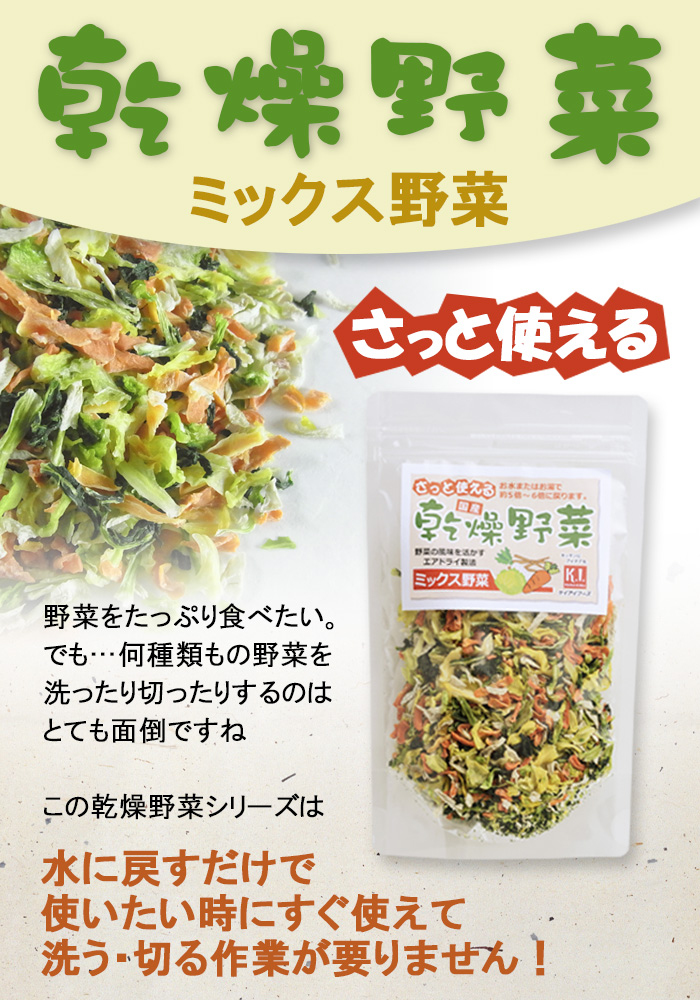 乾燥野菜
ミックス野菜
さっと使える
さっと使える
お水またはお湯で
約5倍～6倍に戻ります。
国産
乾燥野菜
野菜の風味を活かす
エアドライ製法
ミックス野菜
K.I.
ケイアイフーズ
野菜をたっぷり食べたい。
でも…何種類もの野菜を
洗ったり切ったりするのは
とても面倒ですね
この乾燥野菜シリーズは
水に戻すだけで
使いたい時にすぐ使えて
洗う・切る作業が要りません！